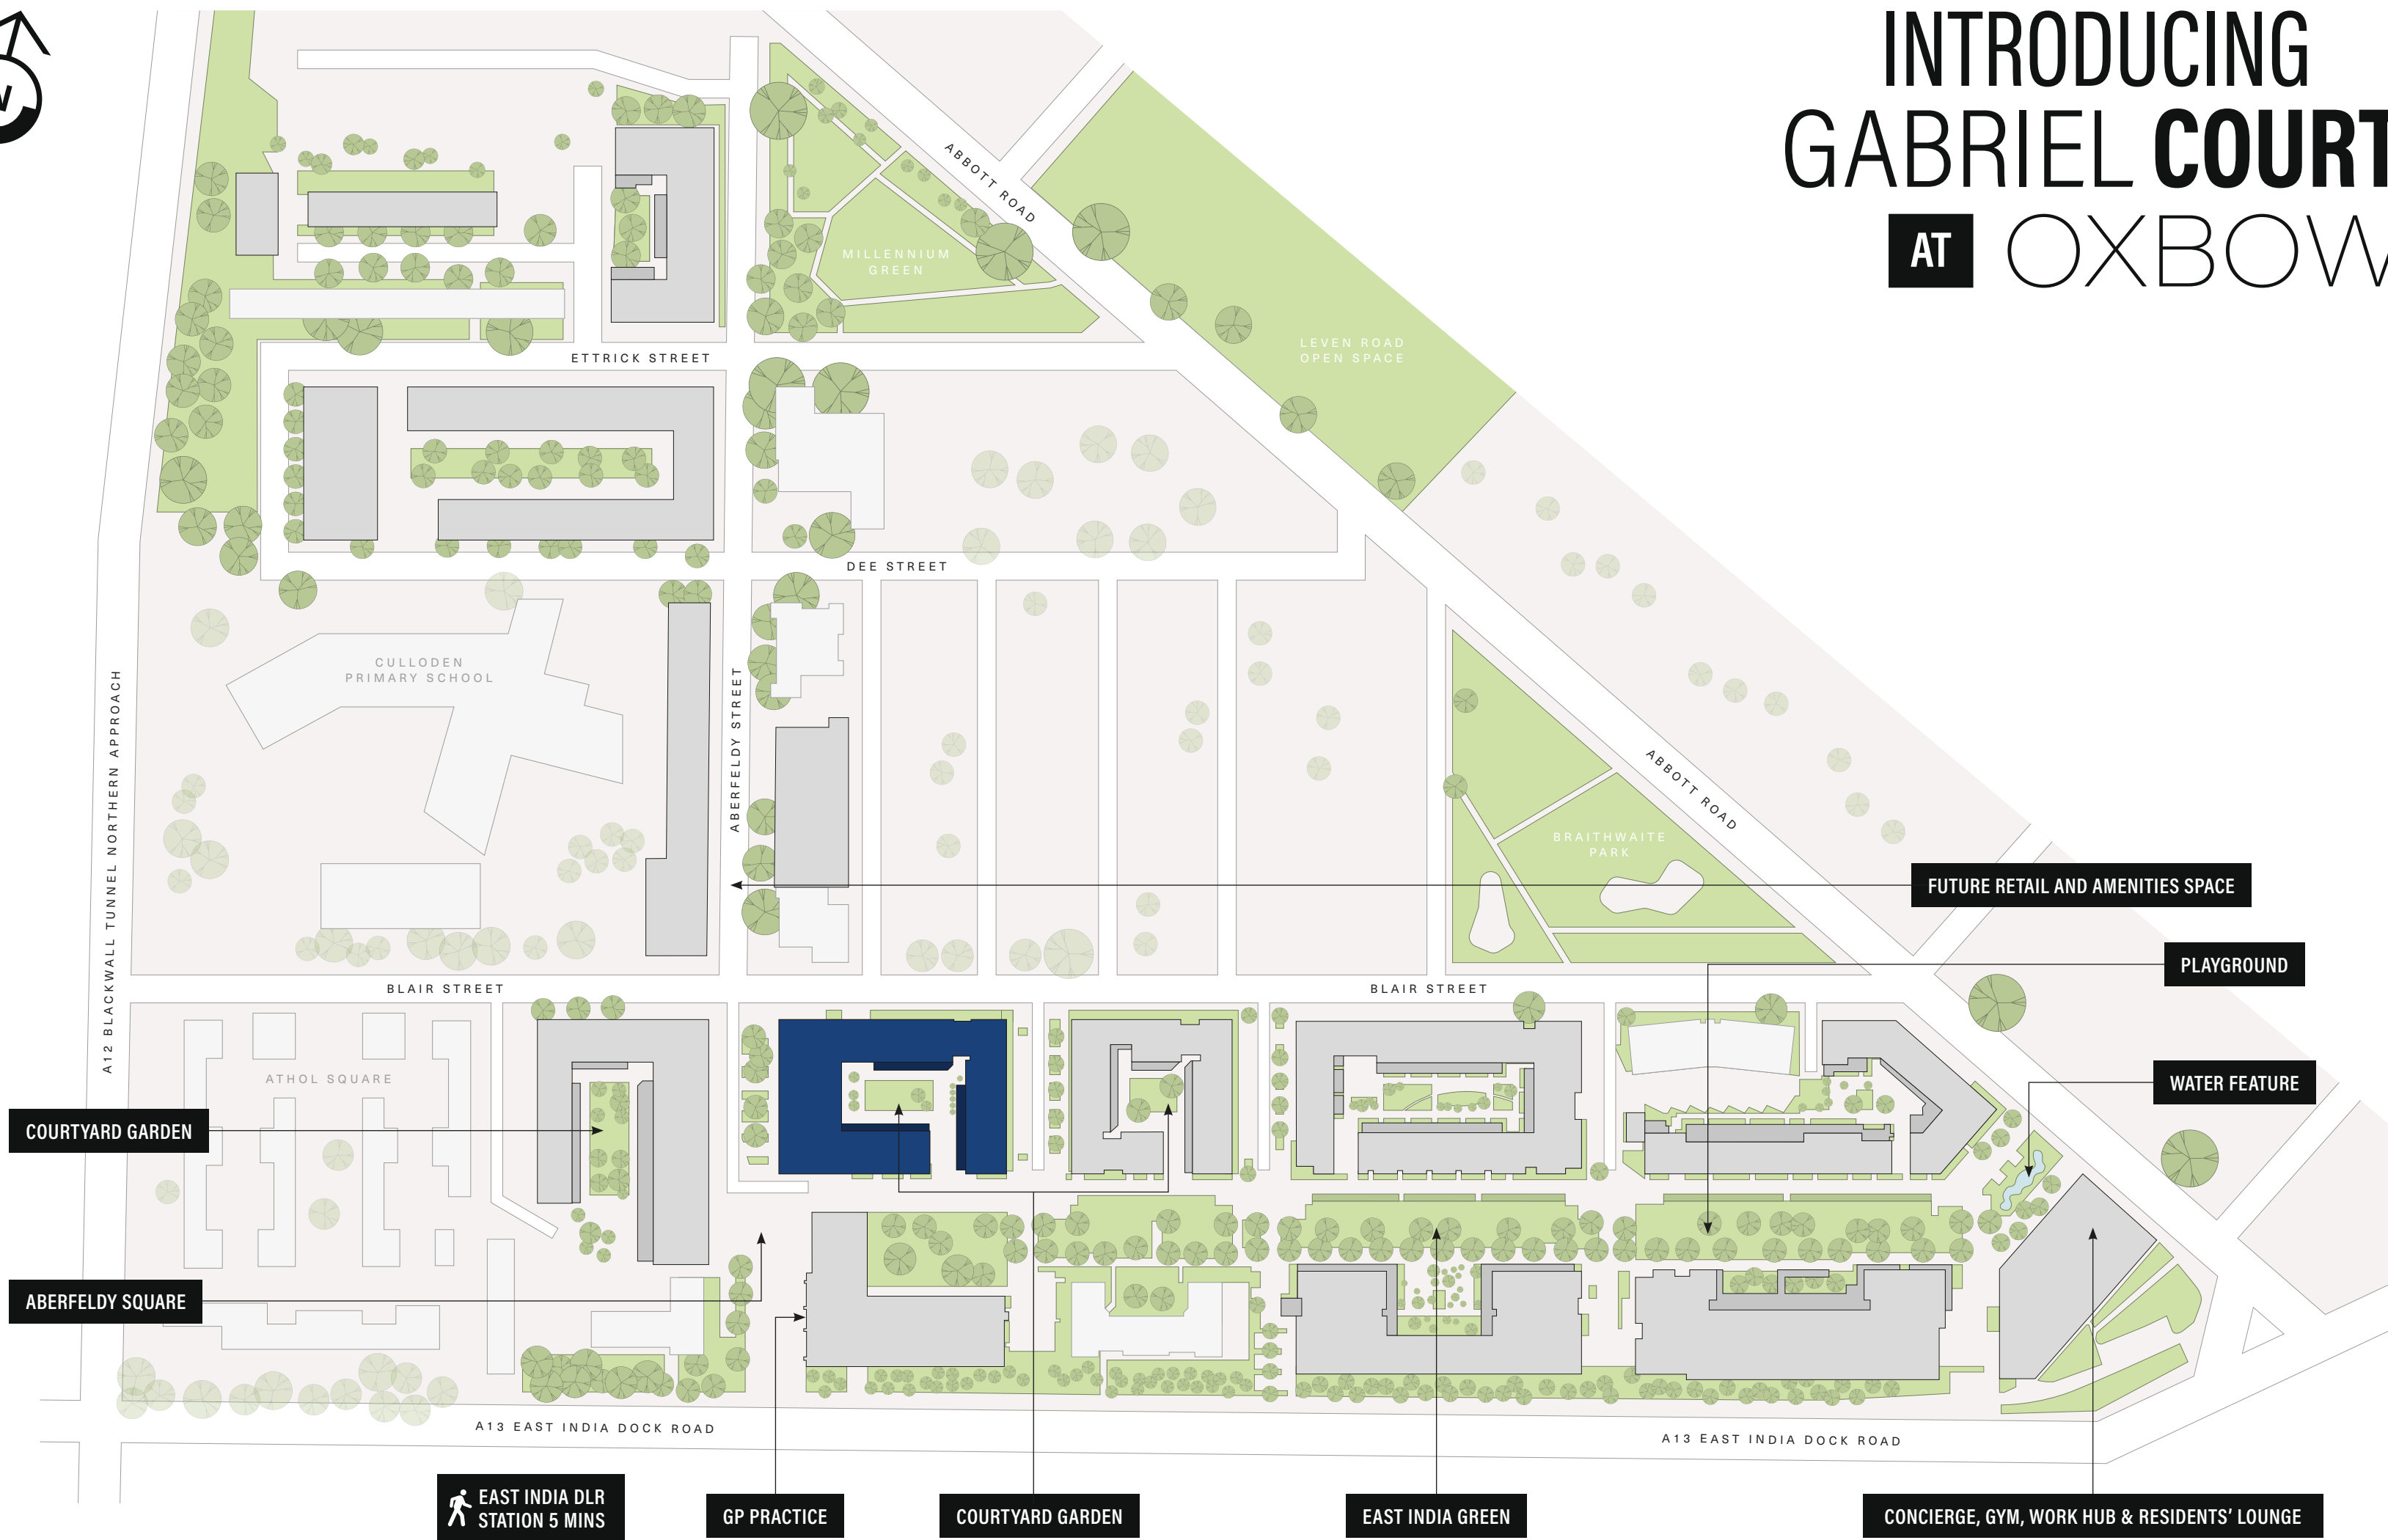 INTRODUCING
GABRIEL COURT
AT OXBOW
N
ABBOTT ROAD
MILLENNIUM
GREEN
LEVEN ROAD
OPEN SPACE
ETTRICK STREET
DEE STREET
CULLODEN
PRIMARY SCHOOL
A12 BLACKWALL TUNNEL NORTHERN APPROACH
ABERFELDY STREET
ABBOTT ROAD
BRAITHWAITE
PARK
FUTURE RETAIL AND AMENITIES SPACE
PLAYGROUND
BLAIR STREET
BLAIR STREET
ATHOL SQUARE
WATER FEATURE
COURTYARD GARDEN
ABERFELDY SQUARE
A13 EAST INDIA DOCK ROAD
A13 EAST INDIA DOCK ROAD
EAST INDIA DLR
STATION 5 MINS
GP PRACTICE
COURTYARD GARDEN
EAST INDIA GREEN
CONCIERGE, GYM, WORK HUB & RESIDENTS' LOUNGE